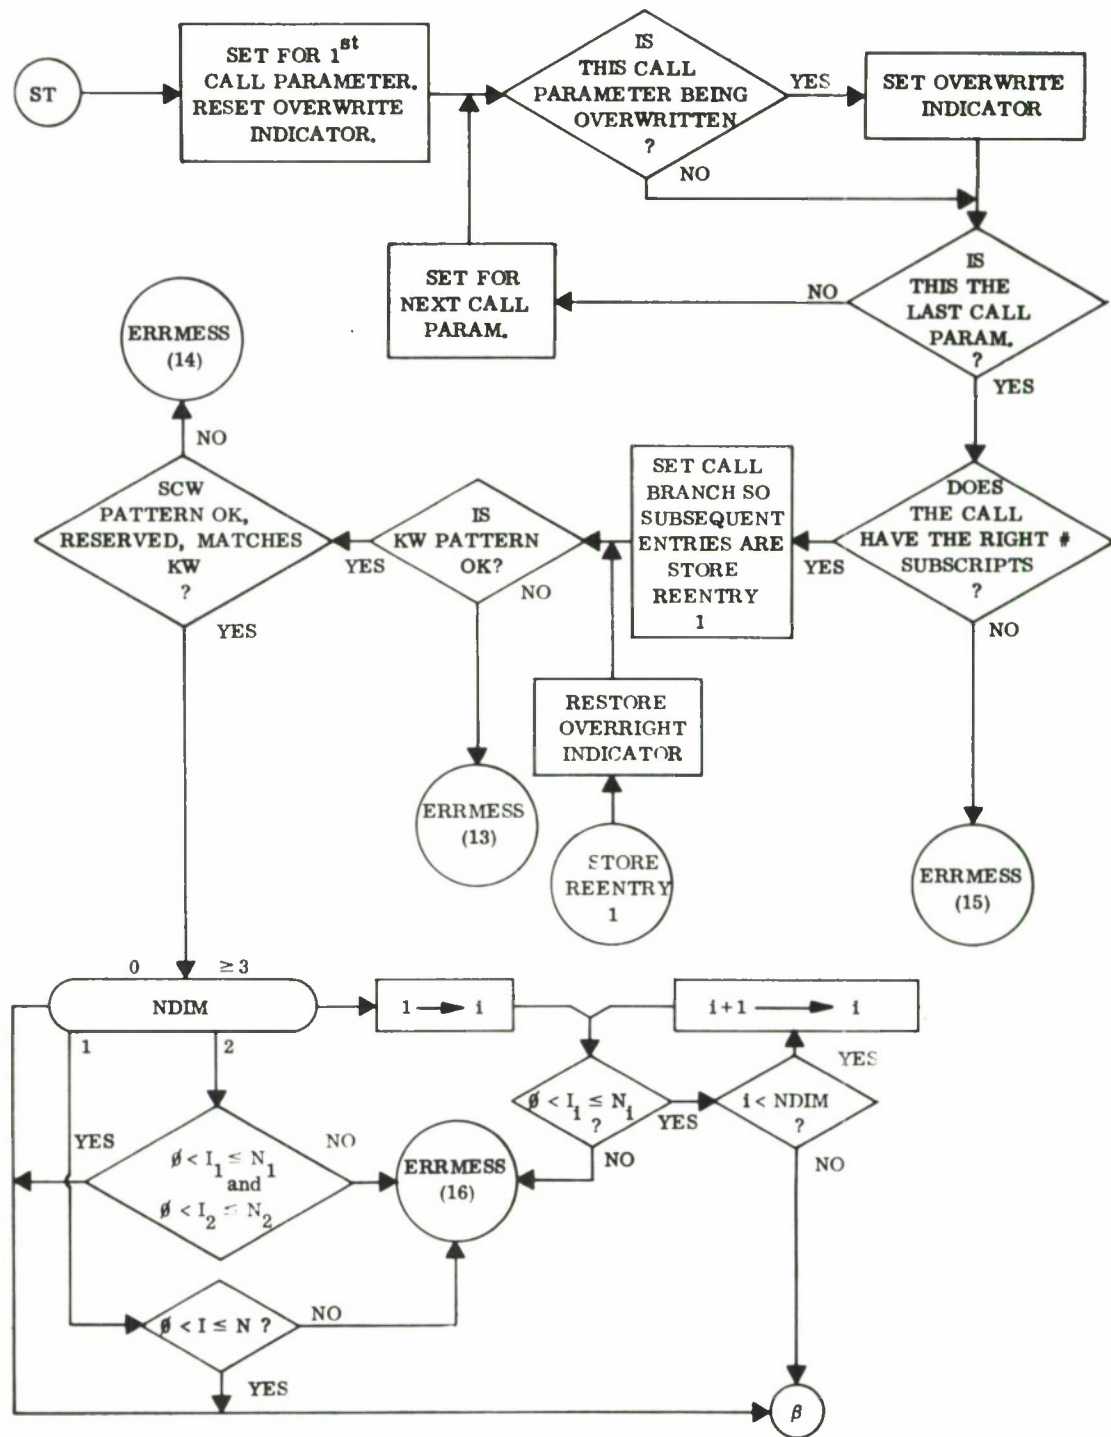 ST
SET FOR 1st
CALL PARAMETER.
RESET OVERWRITE
INDICATOR.
IS
THIS CALL
PARAMETER BEING
OVERWRITTEN
?
YES
NO
SET OVERWRITE
INDICATOR
IS
THIS THE
LAST CALL
PARAM.
?
NO
YES
SET FOR
NEXT CALL
PARAM.
ERRMESS
(14)
NO
SCW
PATTERN OK,
RESERVED, MATCHES
KW
?
YES
YES
IS
KW PATTERN
OK?
NO
SET CALL
BRANCH SO
SUBSEQUENT
ENTRIES ARE
STORE
REENTRY
1
YES
DOES
THE CALL
HAVE THE RIGHT #
SUBSCRIPTS
?
NO
RESTORE
OVERRIGHT
INDICATOR
ERRMESS
(13)
STORE
REENTRY
1
ERRMESS
(15)
0
≥ 3
NDIM
1
2
1 → i
i + 1 → i
YES
NO
∅ < I1 ≤ N1
and
∅ < I2 ≤ N2
ERRMESS
(16)
∅ < Ii ≤ Ni
?
YES
NO
i < NDIM
?
YES
NO
∅ < I ≤ N ?
NO
YES
β